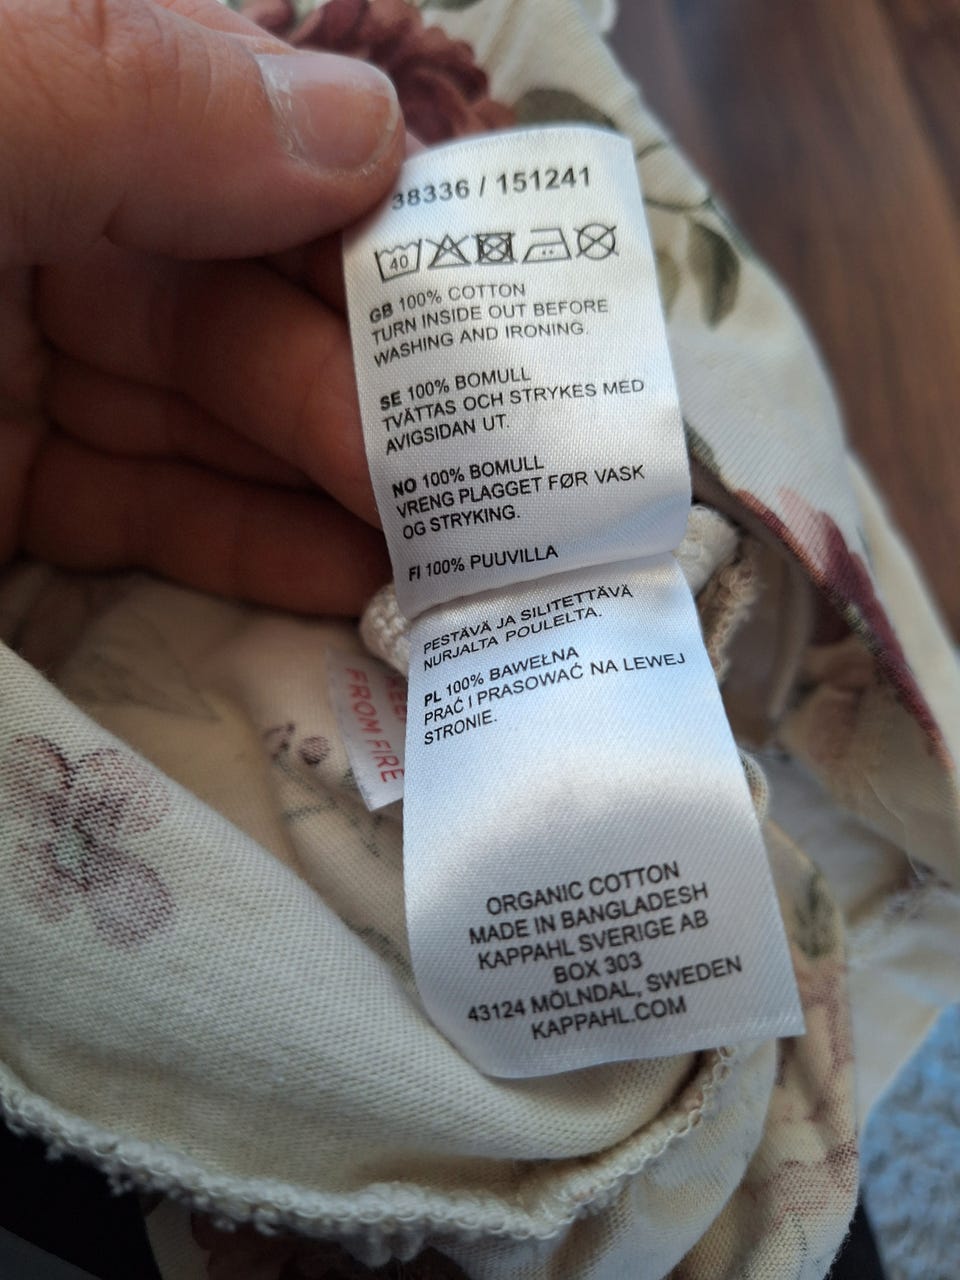 38336 / 151241
40
GB 100% COTTON
TURN INSIDE OUT BEFORE
WASHING AND IRONING.
SE 100% BOMULL
TVÄTTAS OCH STRYKES MED
AVIGSIDAN UT.
NO 100% BOMULL
VRENG PLAGGET FØR VASK
OG STRYKING.
FI 100% PUUVILLA
PESTÄVÄ JA SILITETTÄVÄ
NURJALTA POULELTA.
PL 100% BAWEŁNA
PRAĆ I PRASOWAĆ NA LEWEJ
STRONIE.
ORGANIC COTTON
MADE IN BANGLADESH
KAPPAHL SVERIGE AB
BOX 303
43124 MÖLNDAL, SWEDEN
KAPPAHL.COM
FROM FIRE